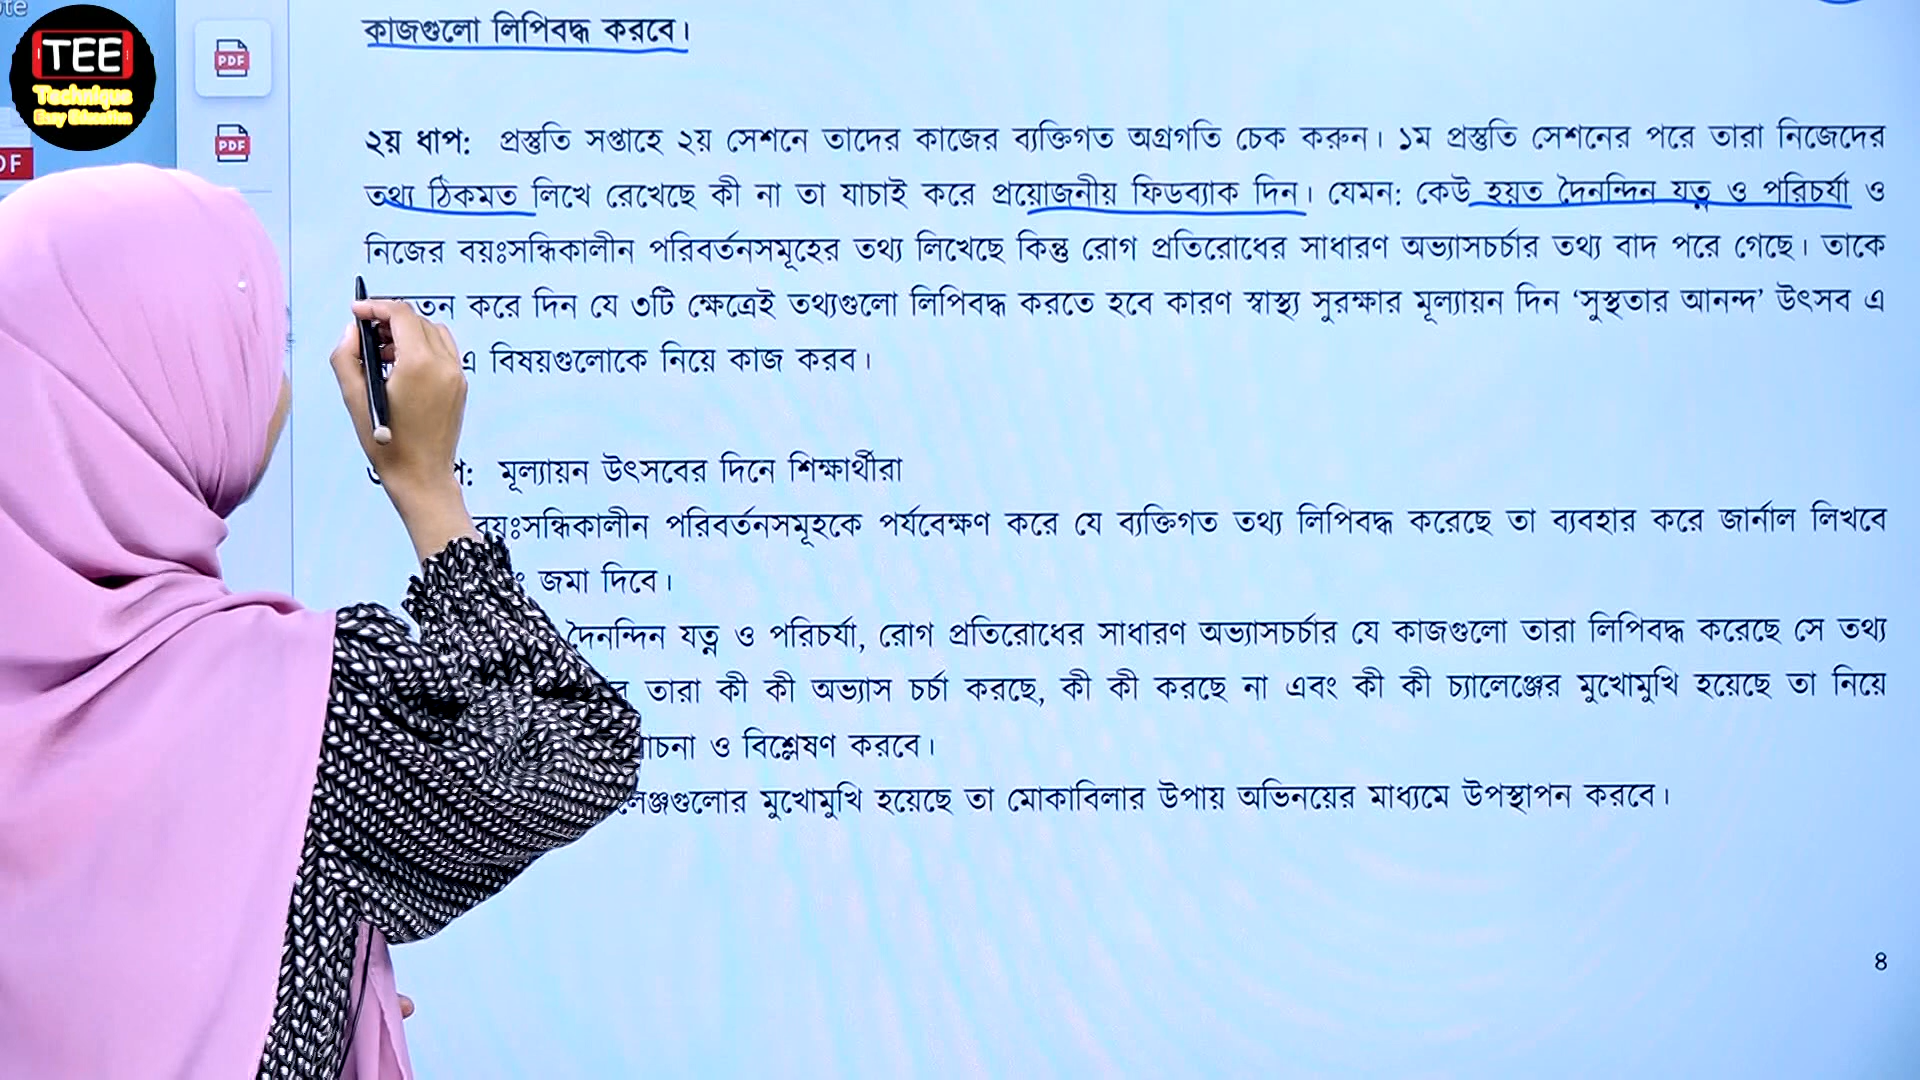 TEE
Technique
Easy Education
PDF
PDF
কাজগুলো লিপিবদ্ধ করবে।
২য় ধাপ: প্রস্তুতি সপ্তাহে ২য় সেশনে তাদের কাজের ব্যক্তিগত অগ্রগতি চেক করুন। ১ম প্রস্তুতি সেশনের পরে তারা নিজেদের
তথ্য ঠিকমত লিখে রেখেছে কী না তা যাচাই করে প্রয়োজনীয় ফিডব্যাক দিন। যেমন: কেউ হয়ত দৈনন্দিন যত্ন ও পরিচর্যা ও
নিজের বয়ঃসন্ধিকালীন পরিবর্তনসমূহের তথ্য লিখেছে কিন্তু রোগ প্রতিরোধের সাধারণ অভ্যাসচর্চার তথ্য বাদ পরে গেছে। তাকে
করে দিন যে ৩টি ক্ষেত্রেই তথ্যগুলো লিপিবদ্ধ করতে হবে কারণ স্বাস্থ্য সুরক্ষার মূল্যায়ন দিন ‘সুস্থতার আনন্দ’ উৎসব এ
এ বিষয়গুলোকে নিয়ে কাজ করব।
মূল্যায়ন উৎসবের দিনে শিক্ষার্থীরা
বয়ঃসন্ধিকালীন পরিবর্তনসমূহকে পর্যবেক্ষণ করে যে ব্যক্তিগত তথ্য লিপিবদ্ধ করেছে তা ব্যবহার করে জার্নাল লিখবে
জমা দিবে।
দৈনন্দিন যত্ন ও পরিচর্যা, রোগ প্রতিরোধের সাধারণ অভ্যাসচর্চার যে কাজগুলো তারা লিপিবদ্ধ করেছে সে তথ্য
তারা কী কী অভ্যাস চর্চা করছে, কী কী করছে না এবং কী কী চ্যালেঞ্জের মুখোমুখি হয়েছে তা নিয়ে
ও বিশ্লেষণ করবে।
মুখোমুখি হয়েছে তা মোকাবিলার উপায় অভিনয়ের মাধ্যমে উপস্থাপন করবে।
৪